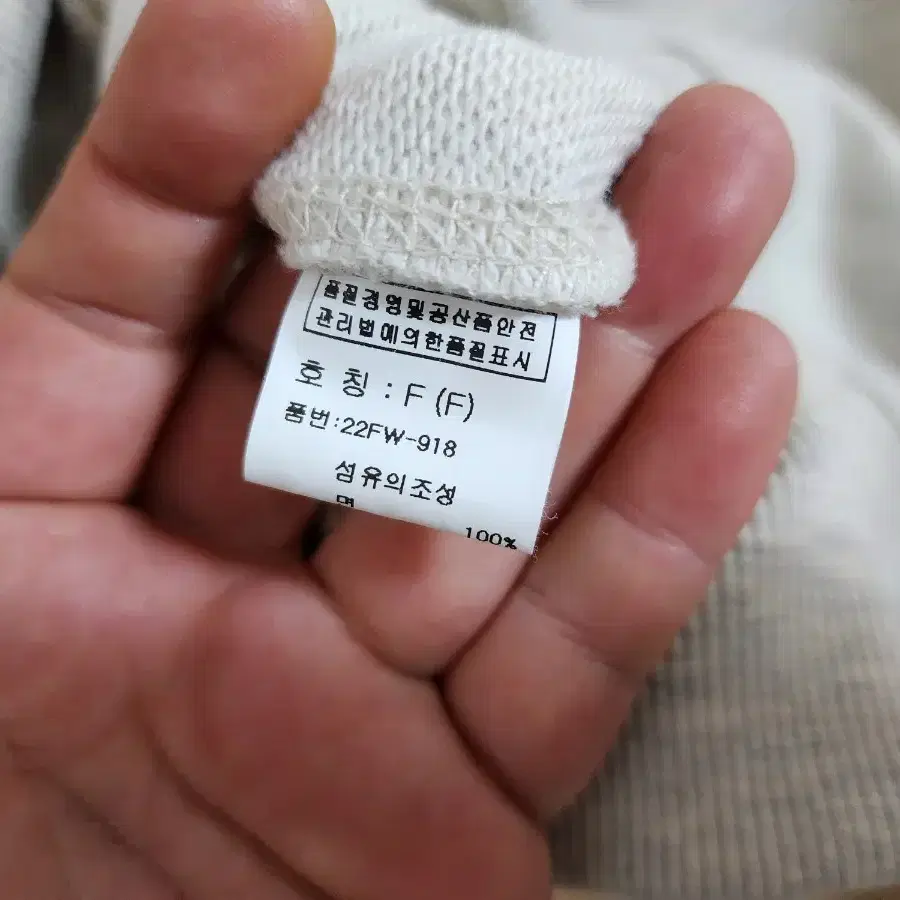 품질경영및공산품안전
관리법에의한품질표시
호 칭 : F (F)
품번:22FW-918
섬유의조성
면
100%